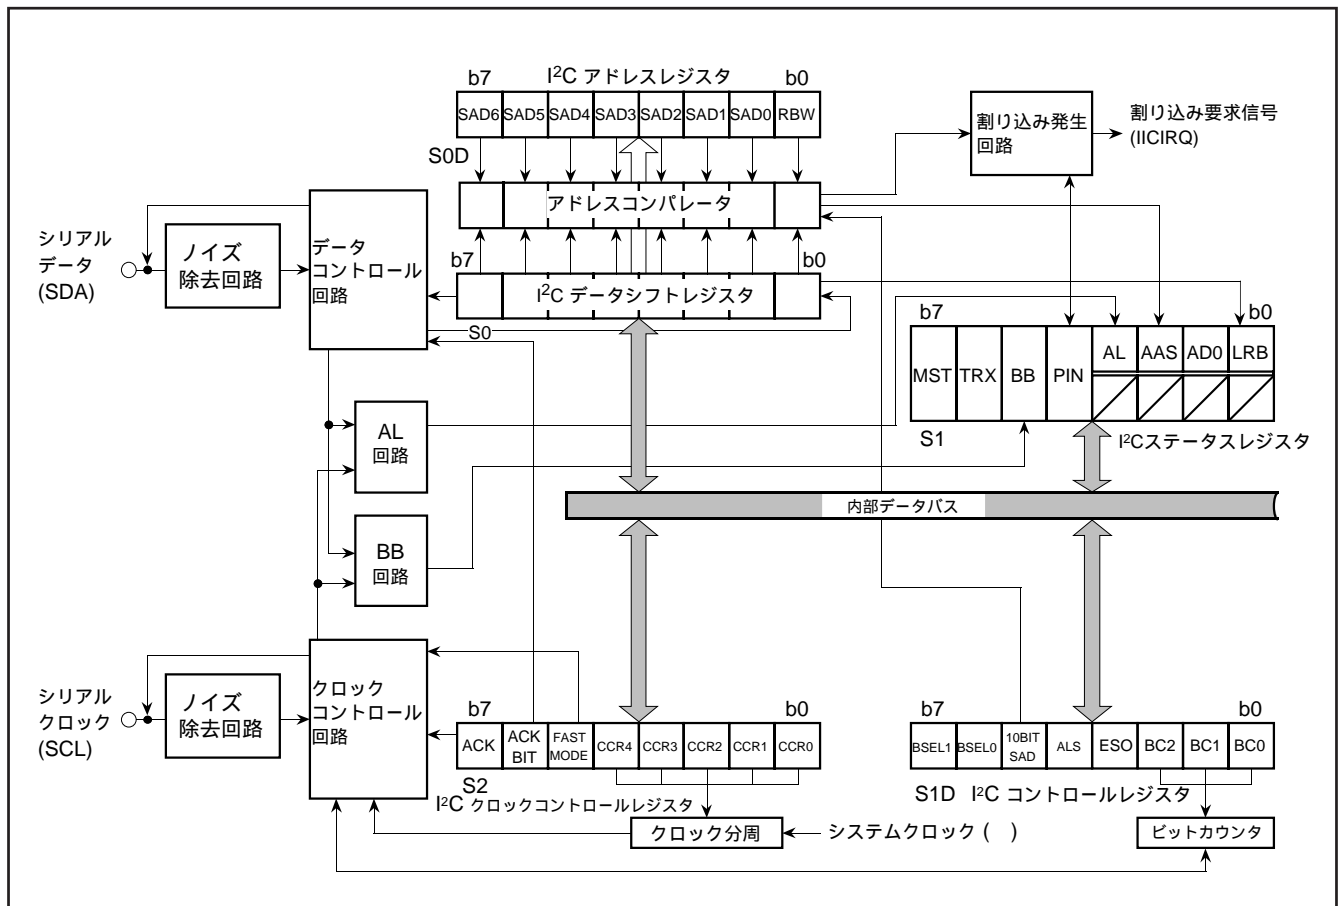 b7
I²C アドレスレジスタ
b0
SAD6 SAD5 SAD4 SAD3 SAD2 SAD1 SAD0 RBW
S0D
割り込み発生
回路
割り込み要求信号
(IICIRQ)
アドレスコンパレータ
シリアル
データ
(SDA)
ノイズ
除去回路
データ
コントロール
回路
b7
b0
I²C データシフトレジスタ
S0
b7
b0
MST TRX BB PIN AL AAS AD0 LRB
S1
I²Cステータスレジスタ
AL
回路
内部データバス
BB
回路
シリアル
クロック
(SCL)
ノイズ
除去回路
クロック
コントロール
回路
b7
b0
ACK
ACK
BIT
FAST
MODE
CCR4 CCR3 CCR2 CCR1 CCR0
S2
I²C クロックコントロールレジスタ
クロック分周
システムクロック ( )
b7
b0
BSEL1 BSEL0
10BIT
SAD
ALS ESO BC2 BC1 BC0
S1D I²C コントロールレジスタ
ビットカウンタ